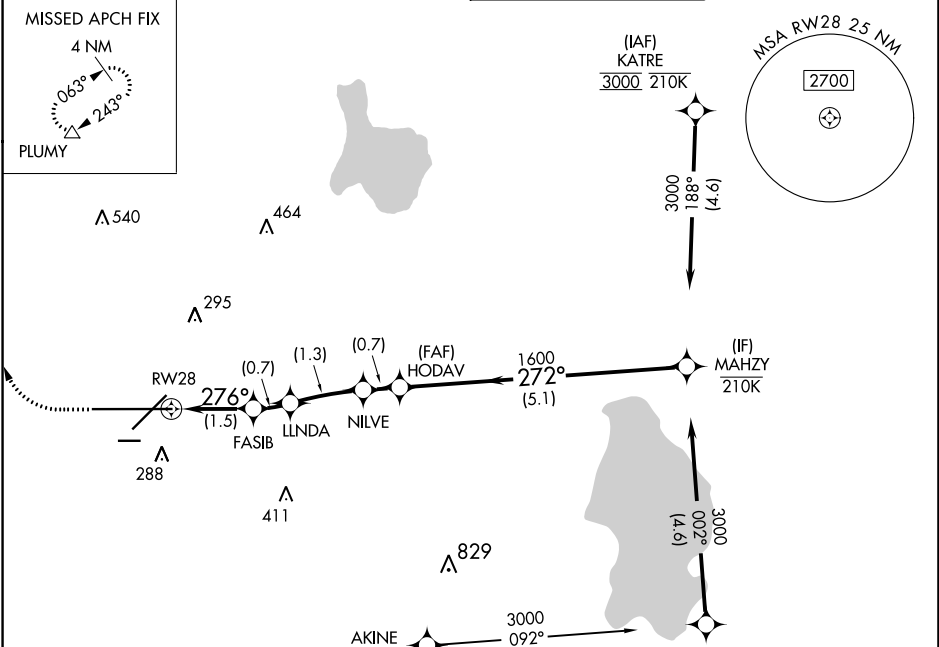 MISSED APCH FIX
4 NM
063°
243°
PLUMY
(IAF)
KATRE
3000 210K
MSA RW28 25 NM
2700
3000
188°
(4.6)
540
464
295
(0.7)
(1.3)
(0.7)
(FAF)
HODAV
1600
272°
(5.1)
(IF)
MAHZY
210K
RW28
276°
(1.5)
FASIB
LLNDA
NILVE
288
411
829
3000
002°
(4.6)
AKINE
3000
092°